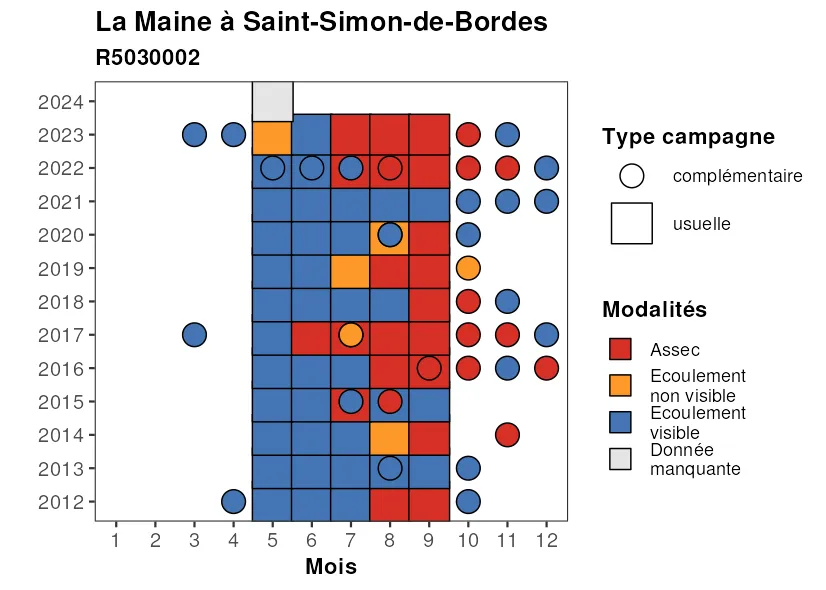 La Maine à Saint-Simon-de-Bordes
R5030002
2024
2023
2022
2021
2020
2019
2018
2017
2016
2015
2014
2013
2012
1 2 3 4 5 6 7 8 9 10 11 12
Mois
Type campagne
complémentaire
usuelle
Modalités
Assec
Ecoulement
non visible
Ecoulement
visible
Donnée
manquante